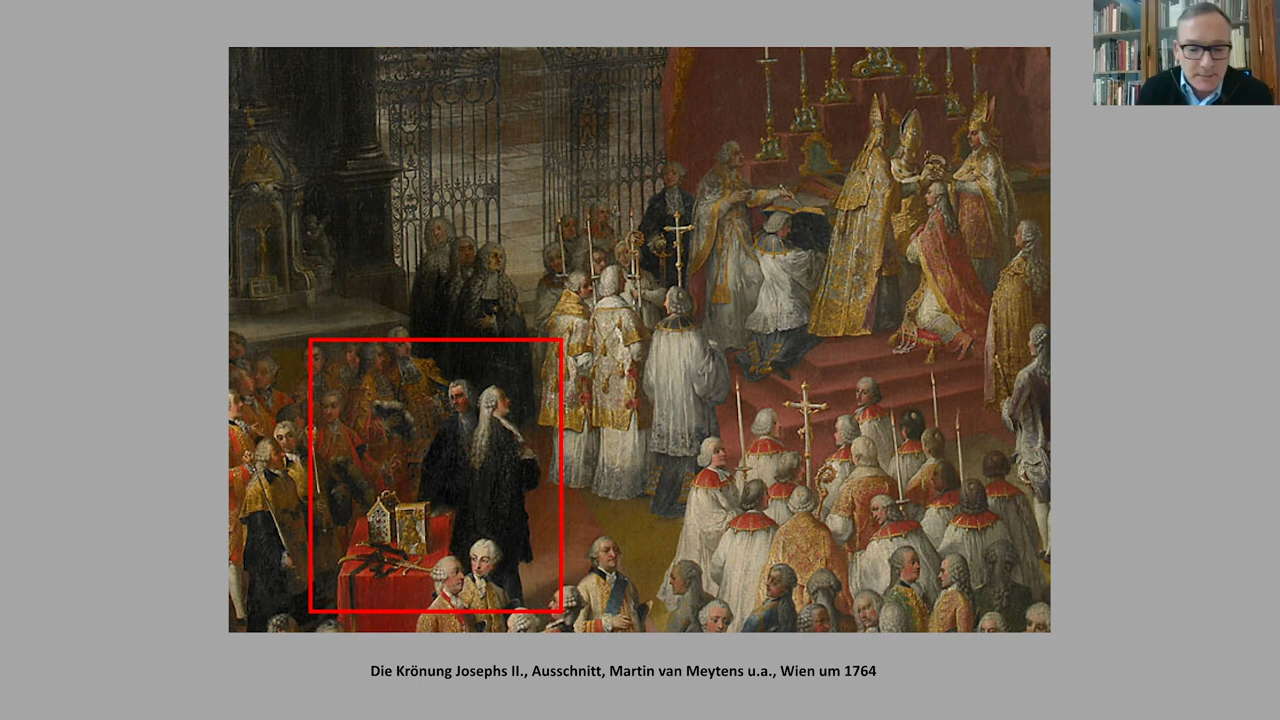 Die Krönung Josephs II., Ausschnitt, Martin van Meytens u.a., Wien um 1764